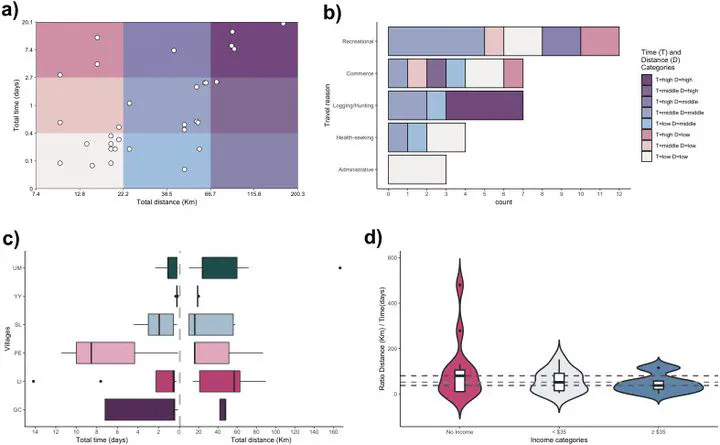 a)
20.1
7.4
2.7
1
0.4
0.1
0
Total time (days)
7.4 12.8 22.2 38.5 66.7 115.6 200.3
Total distance (Km)
b)
Recreational
Commerce
Logging/Hunting
Health-seeking
Administrative
Travel reason
0 1 2 3 4 5 6 7 8 9 10 11 12
count
Time (T) and
Distance (D)
Categories
T=high D=high
T=middle D=high
T=high D=middle
T=middle D=middle
T=low D=middle
T=high D=low
T=middle D=low
T=low D=low
c)
UM
YY
SL
PE
LI
GC
Villages
14 12 10 8 6 4 2 0 20 40 60 80 100 120 140 160
Total time (days) Total distance (Km)
d)
600
400
200
0
Ratio Distance (Km) / Time(days)
No income < $35 ≥ $35
Income categories